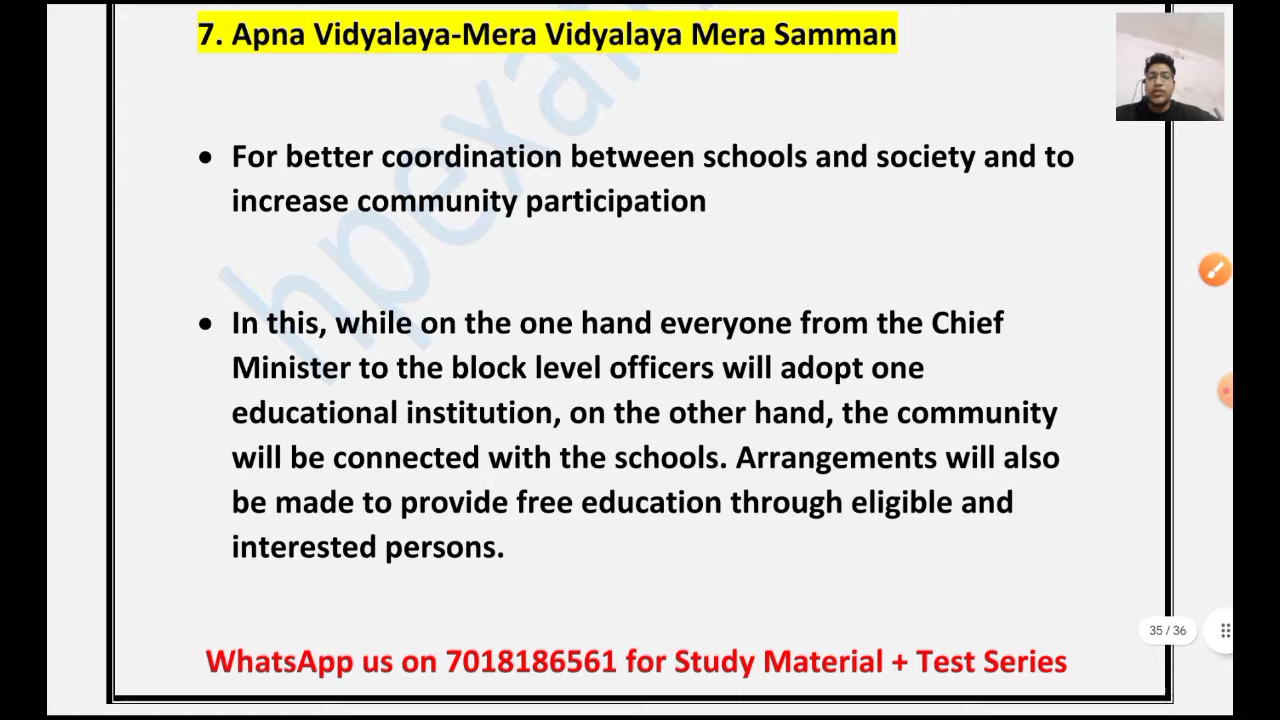 7. Apna Vidyalaya-Mera Vidyalaya Mera Samman
• For better coordination between schools and society and to
increase community participation
• In this, while on the one hand everyone from the Chief
Minister to the block level officers will adopt one
educational institution, on the other hand, the community
will be connected with the schools. Arrangements will also
be made to provide free education through eligible and
interested persons.
35 / 36
WhatsApp us on 7018186561 for Study Material + Test Series
hpexam